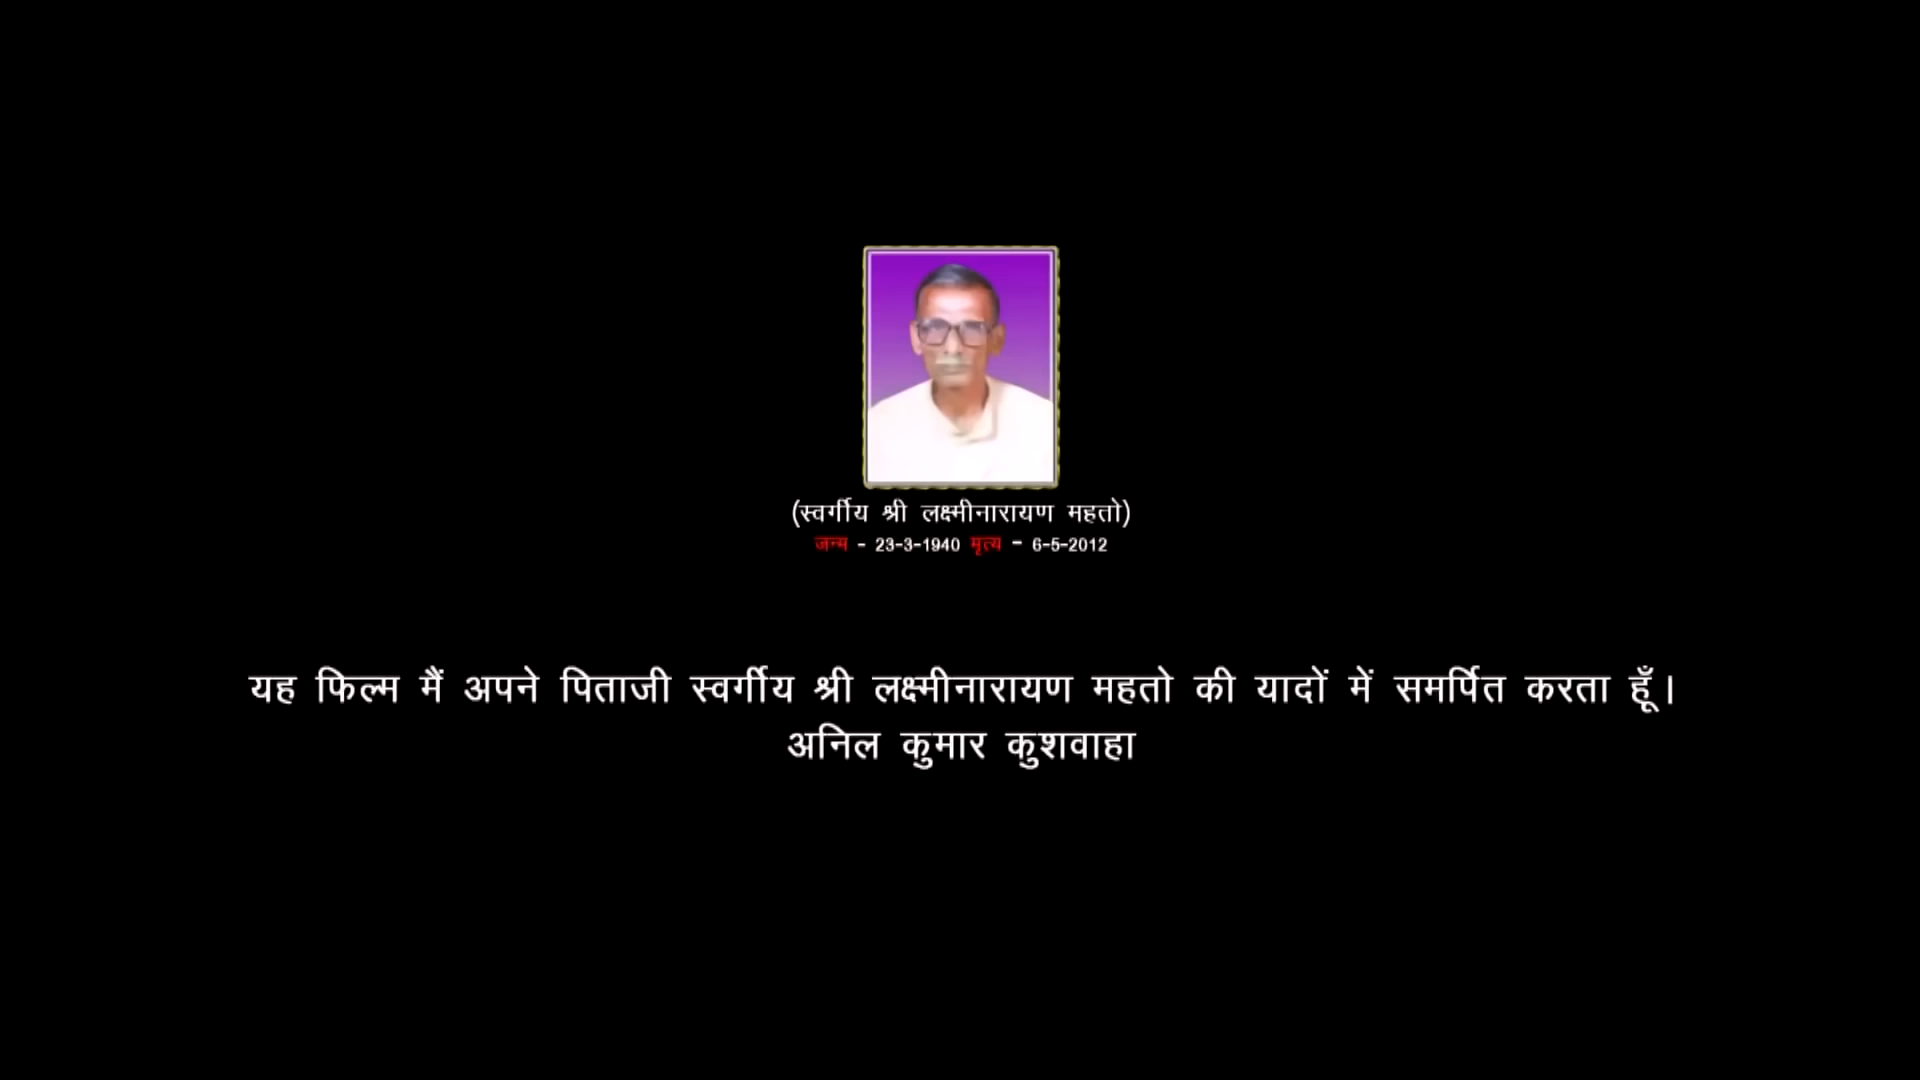 (स्वर्गीय श्री लक्ष्मीनारायण महतो)
जन्म - 23-3-1940 मृत्य - 6-5-2012
यह फिल्म मैं अपने पिताजी स्वर्गीय श्री लक्ष्मीनारायण महतो की यादों में समर्पित करता हूँ।
अनिल कुमार कुशवाहा